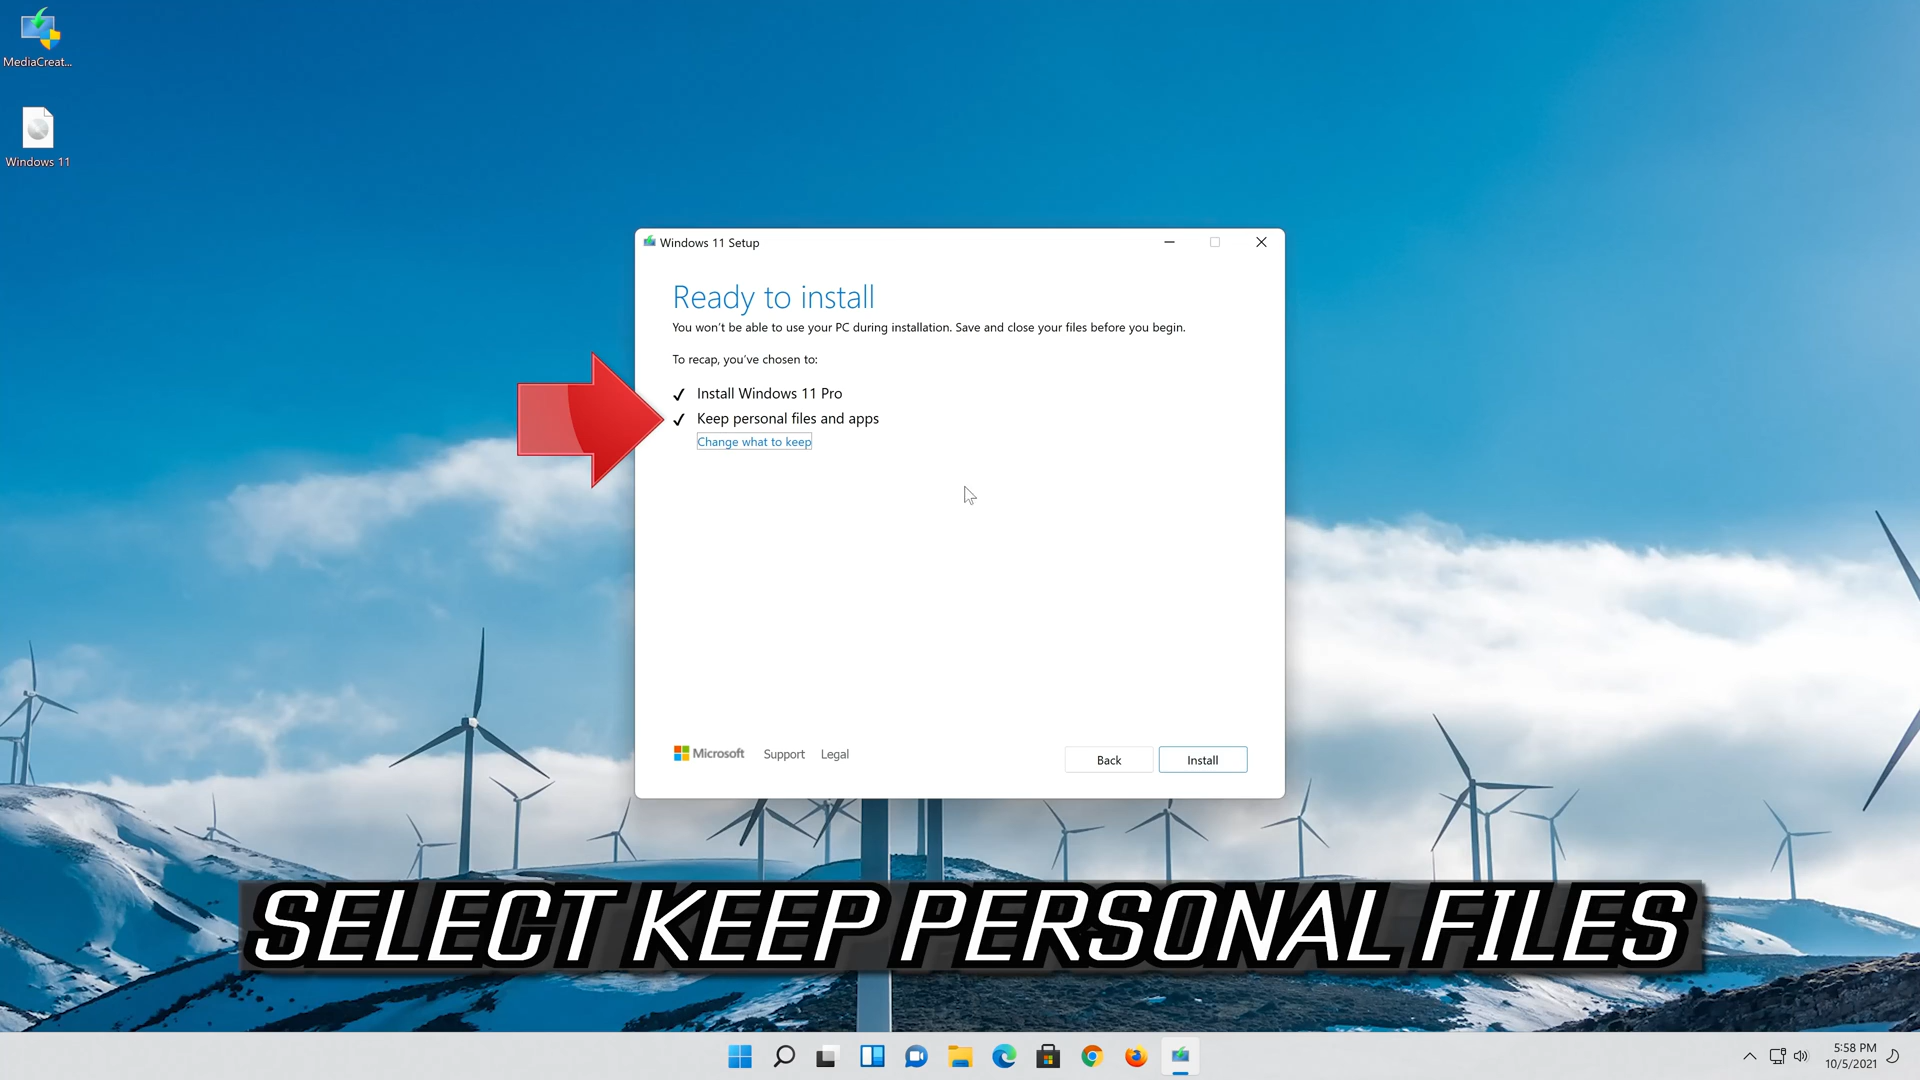 MediaCreat...
Windows 11
Windows 11 Setup
Ready to install
You won't be able to use your PC during installation. Save and close your files before you begin.
To recap, you've chosen to:
Install Windows 11 Pro
Keep personal files and apps
Change what to keep
Microsoft Support Legal
Back Install
SELECT KEEP PERSONAL FILES
5:58 PM
10/5/2021